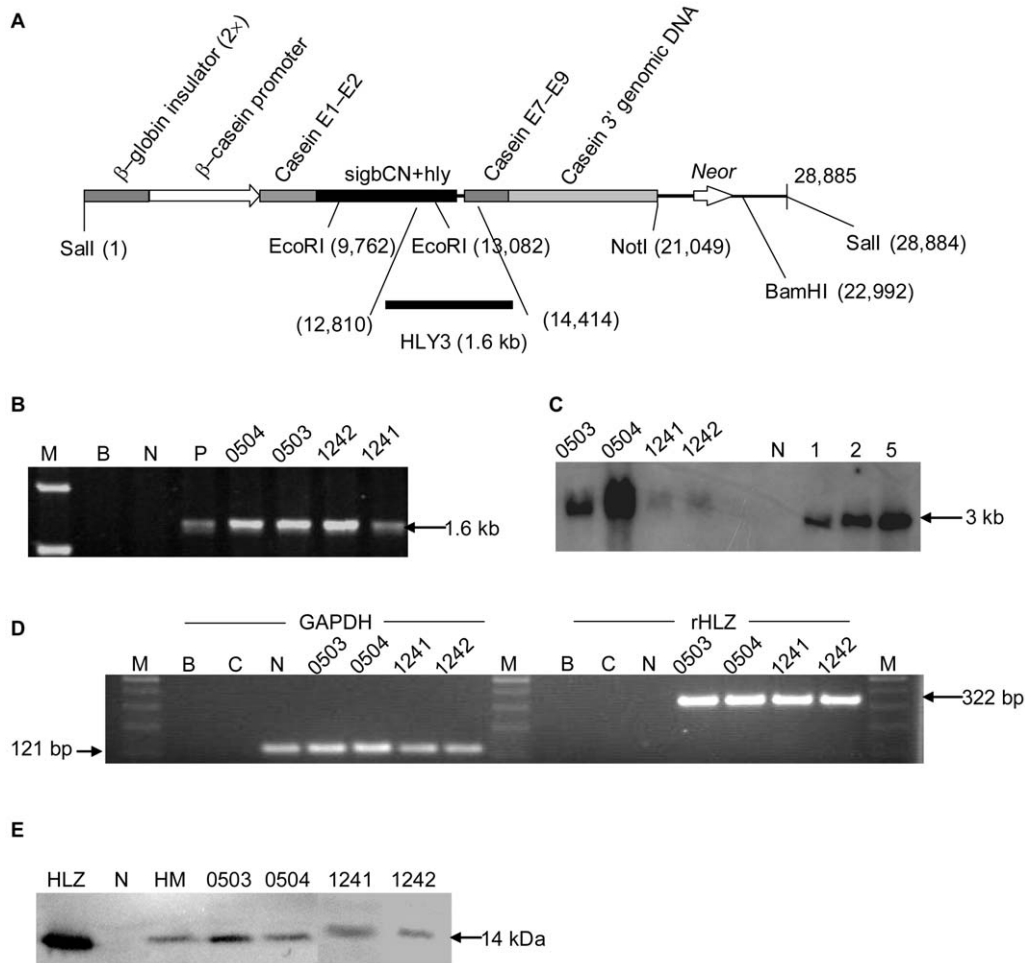 A
β–globin insulator (2×)
β–casein promoter
Casein E1–E2
sigbCN+hly
Casein E7–E9
Casein 3' genomic DNA
Neor
28,885
SalI (1)
EcoRI (9,762)
EcoRI (13,082)
NotI (21,049)
SalI (28,884)
BamHI (22,992)
(12,810)
(14,414)
HLY3 (1.6 kb)
B
M B N P 0504 0503 1242 1241
1.6 kb
C
0503 0504 1241 1242 N 1 2 5
3 kb
D
GAPDH rHLZ
M B C N 0503 0504 1241 1242 M B C N 0503 0504 1241 1242 M
322 bp
121 bp
E
HLZ N HM 0503 0504 1241 1242
14 kDa